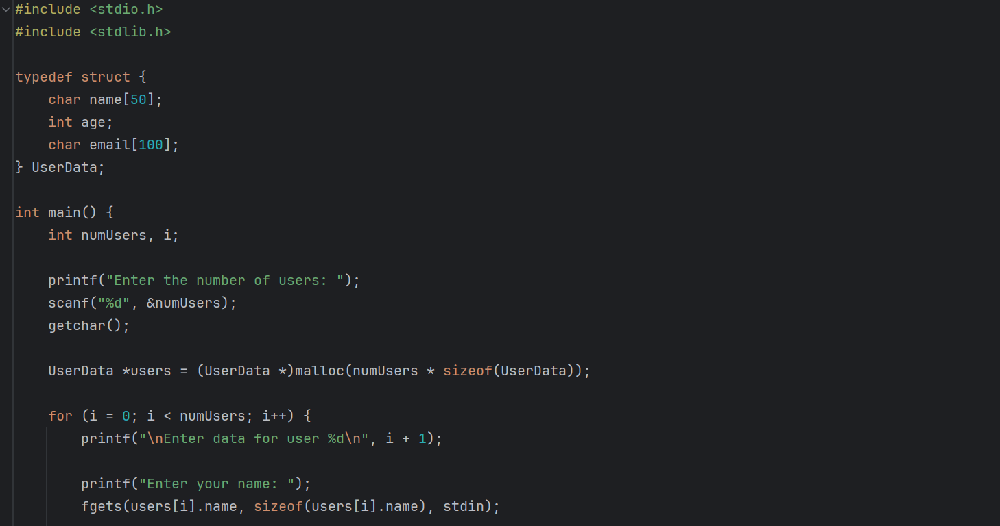 #include <stdio.h>
#include <stdlib.h>
typedef struct {
    char name[50];
    int age;
    char email[100];
} UserData;
int main() {
    int numUsers, i;
    printf("Enter the number of users: ");
    scanf("%d", &numUsers);
    getchar();
    UserData *users = (UserData *)malloc(numUsers * sizeof(UserData));
    for (i = 0; i < numUsers; i++) {
        printf("\nEnter data for user %d\n", i + 1);
        printf("Enter your name: ");
        fgets(users[i].name, sizeof(users[i].name), stdin);